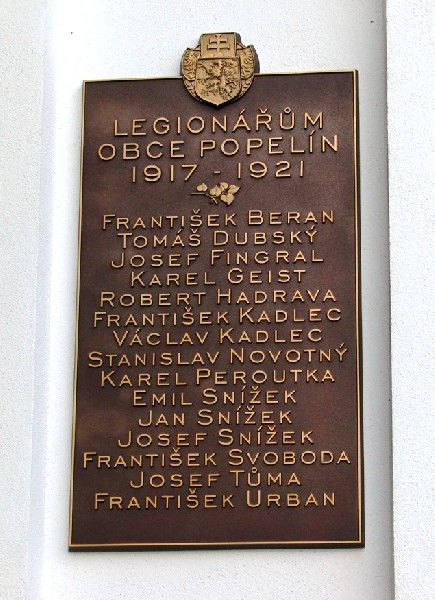 LEGIONÁŘŮM
OBCE POPELÍN
1917 - 1921
FRANTIŠEK BERAN
TOMÁŠ DUBSKÝ
JOSEF FINGRAL
KAREL GEIST
ROBERT HADRAVA
FRANTIŠEK KADLEC
VÁCLAV KADLEC
STANISLAV NOVOTNÝ
KAREL PEROUTKA
EMIL SNÍŽEK
JAN SNÍŽEK
JOSEF SNÍŽEK
FRANTIŠEK SVOBODA
JOSEF TŮMA
FRANTIŠEK URBAN